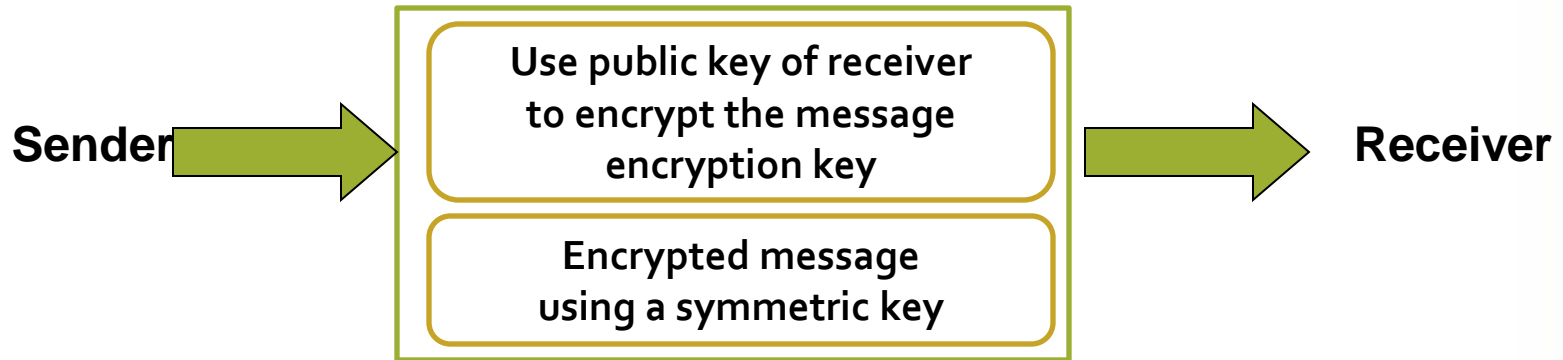 Sender
Use public key of receiver
to encrypt the message
encryption key
Encrypted message
using a symmetric key
Receiver